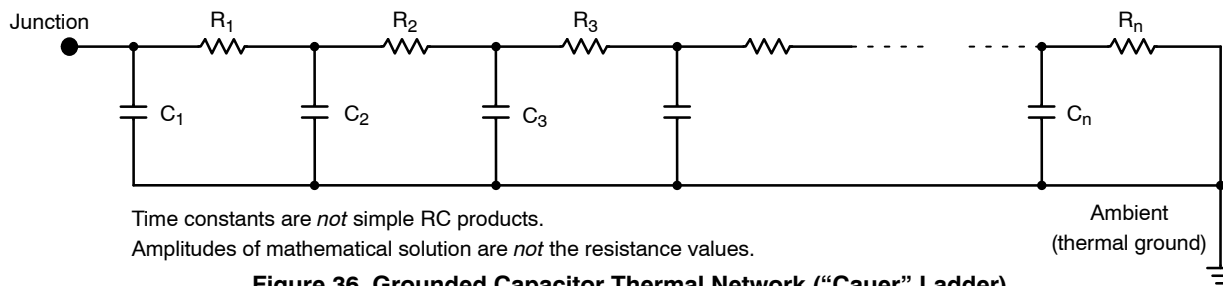 Junction
R1
R2
R3
Rn
C1
C2
C3
Cn
Time constants are not simple RC products.
Amplitudes of mathematical solution are not the resistance values.
Ambient
(thermal ground)
Figure 36. Grounded Capacitor Thermal Network (“Cauer” Ladder)